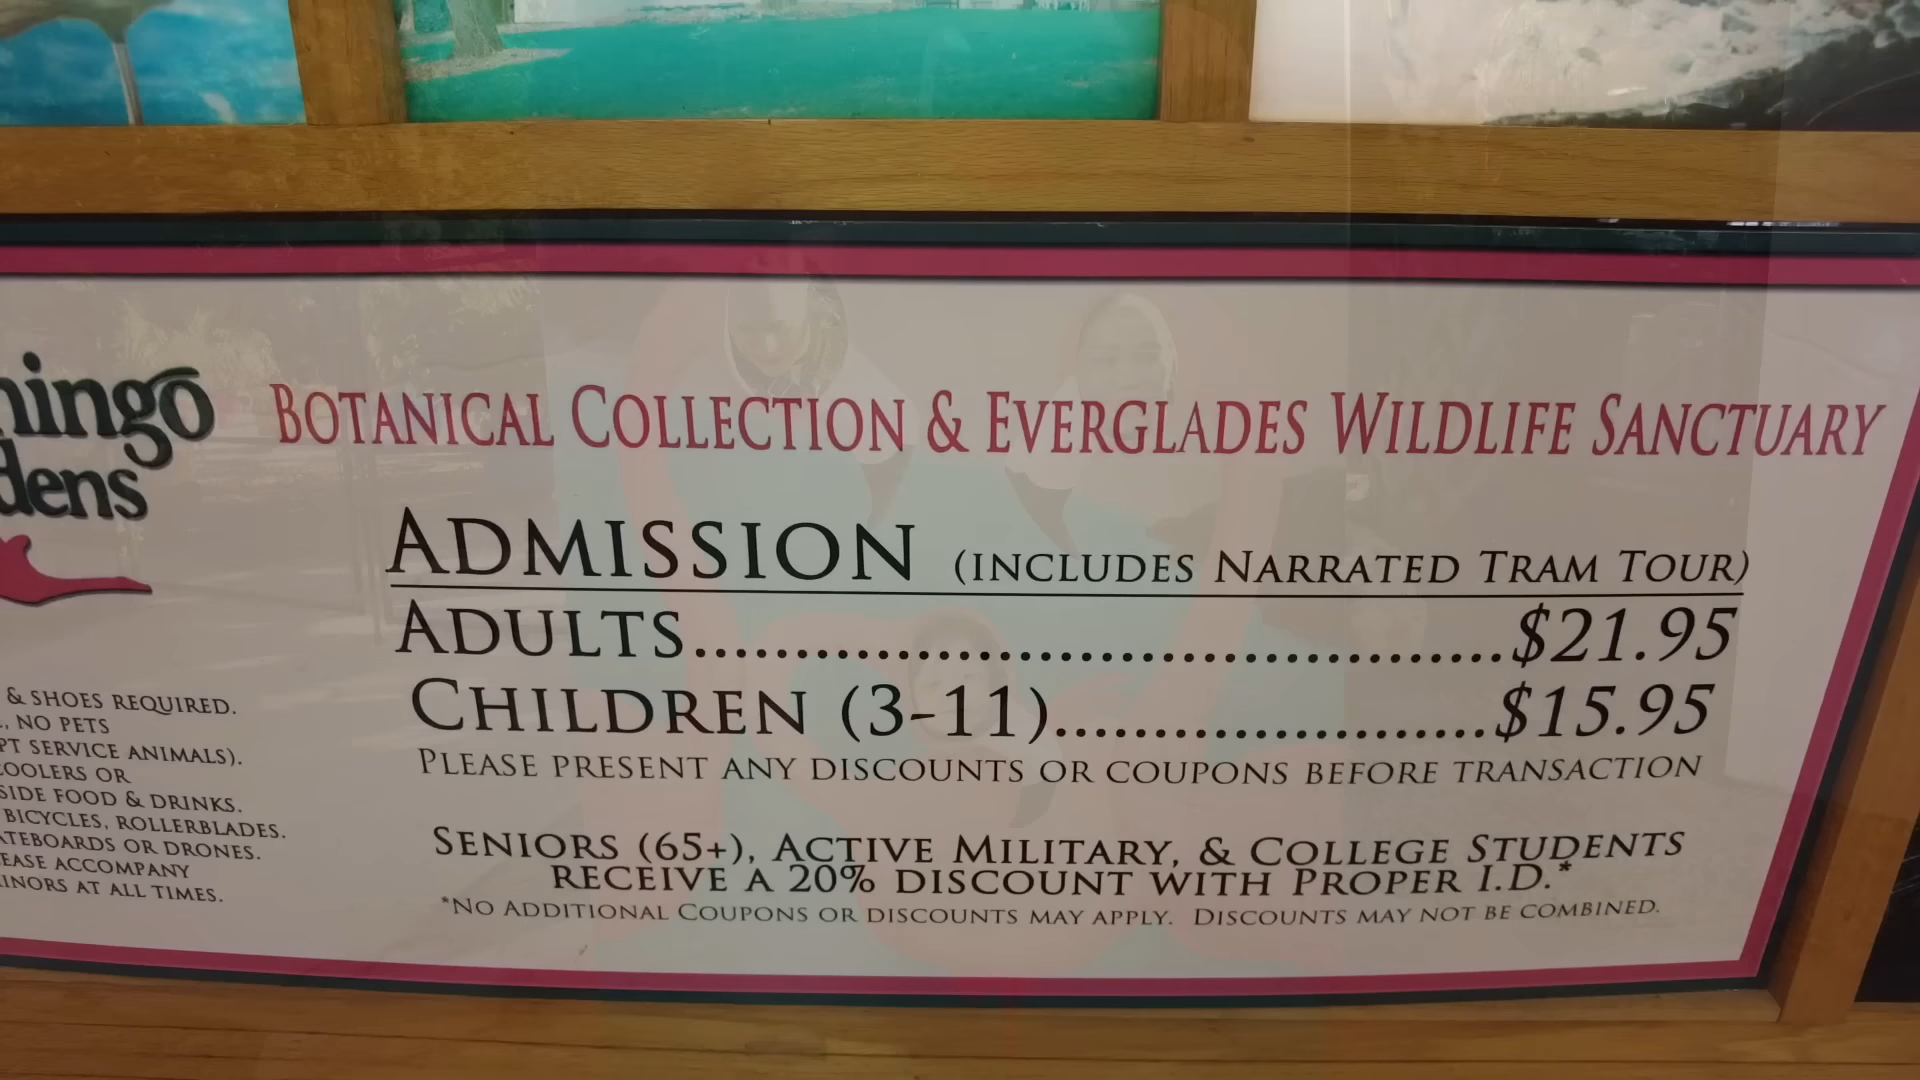 mingo
dens
BOTANICAL COLLECTION & EVERGLADES WILDLIFE SANCTUARY
ADMISSION (INCLUDES NARRATED TRAM TOUR)
ADULTS........................................$21.95
CHILDREN (3-11)......................$15.95
PLEASE PRESENT ANY DISCOUNTS OR COUPONS BEFORE TRANSACTION
SENIORS (65+), ACTIVE MILITARY, & COLLEGE STUDENTS
RECEIVE A 20% DISCOUNT WITH PROPER I.D.*
*NO ADDITIONAL COUPONS OR DISCOUNTS MAY APPLY. DISCOUNTS MAY NOT BE COMBINED.
& SHOES REQUIRED.
, NO PETS
PT SERVICE ANIMALS).
COOLERS OR
SIDE FOOD & DRINKS.
BICYCLES, ROLLERBLADES.
ATEBOARDS OR DRONES.
EASE ACCOMPANY
INORS AT ALL TIMES.